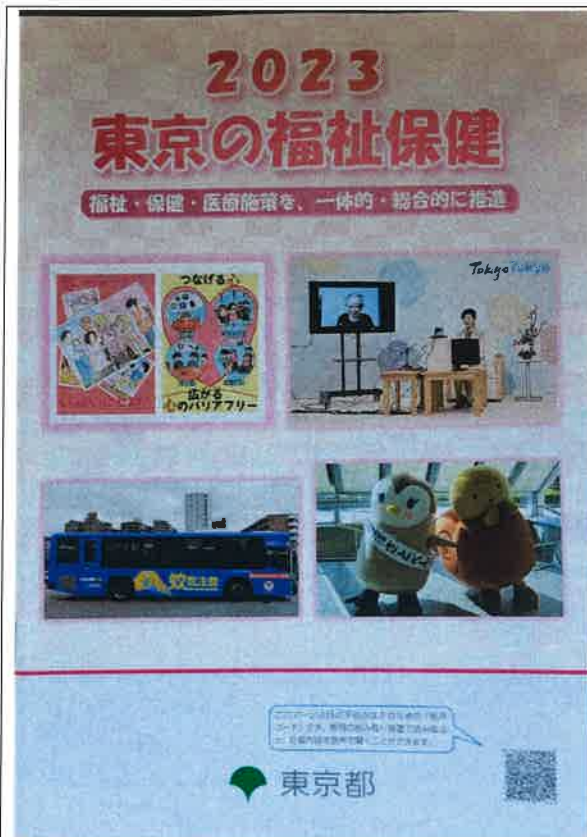 2023
東京の福祉保健
福祉・保健・医療施策を、一体的・総合的に推進
つなげる
広がる
心のバリアフリー
Tokyo Tokyo
蚊
東京都